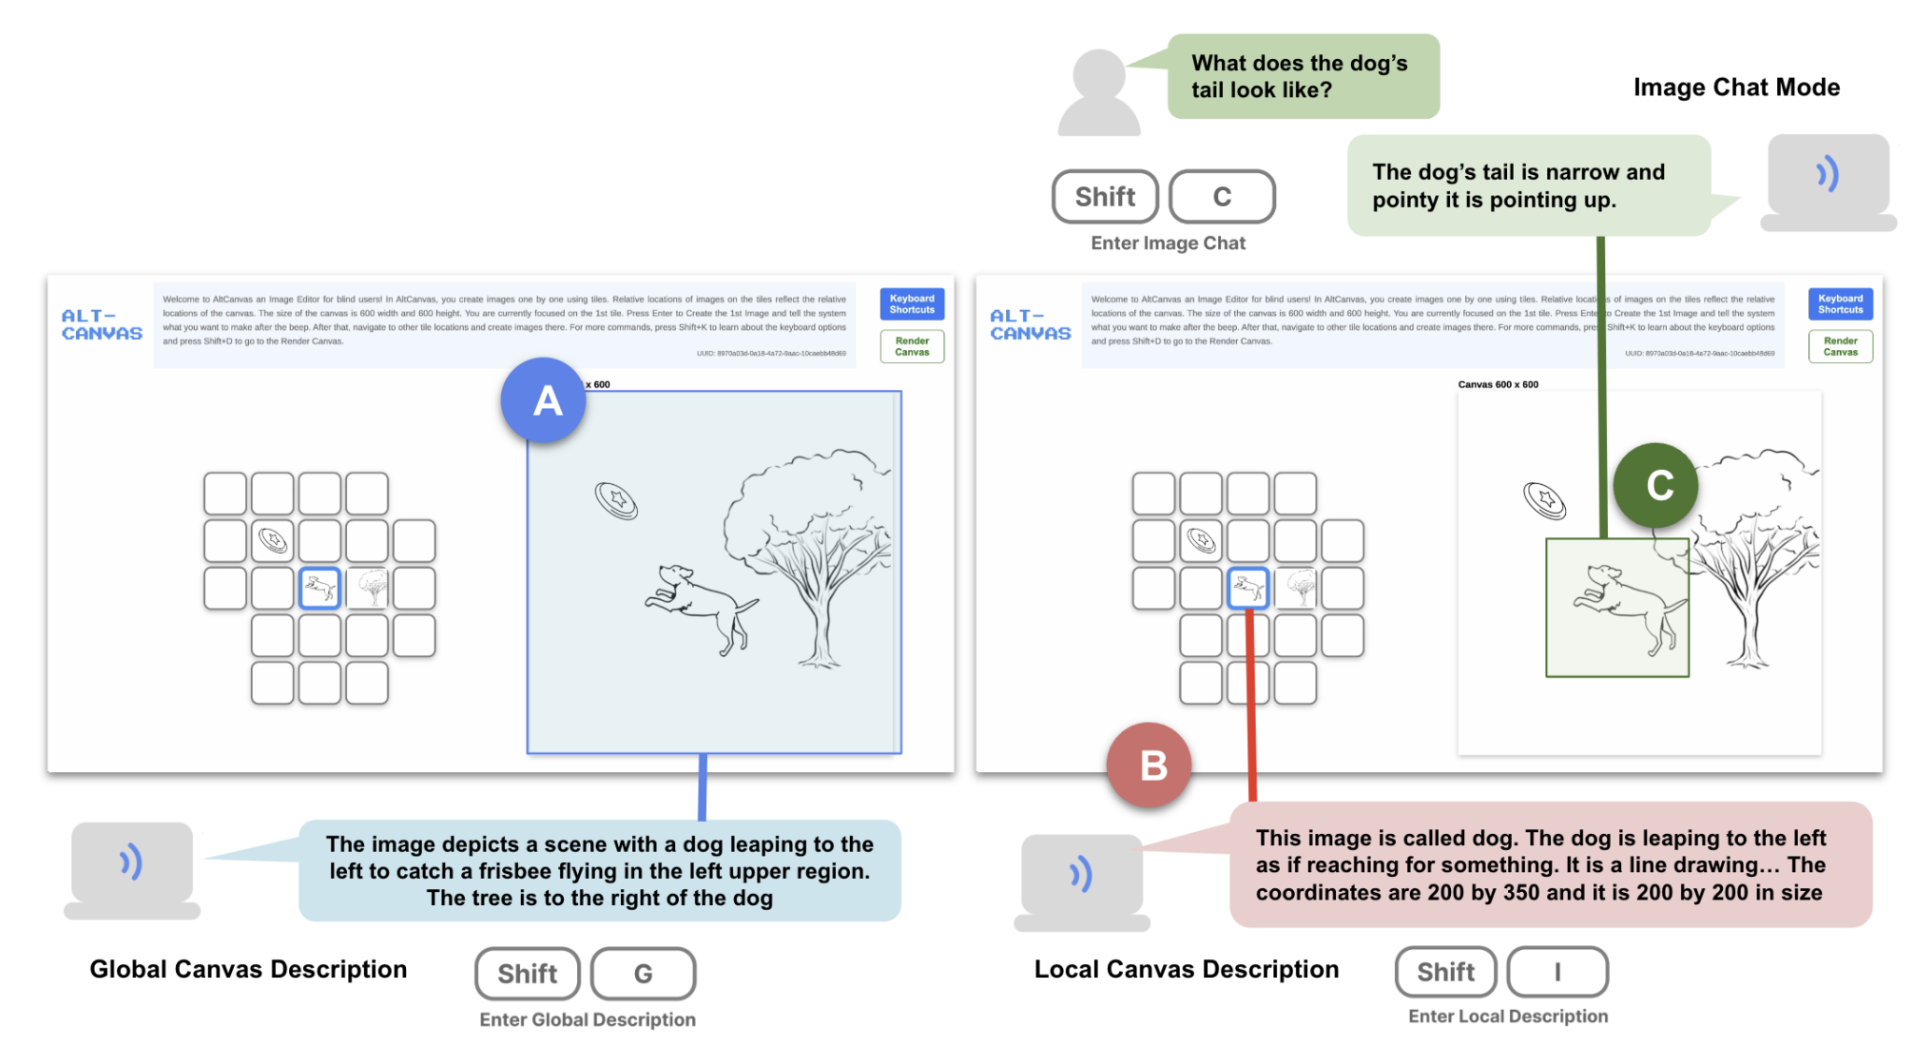 What does the dog's
tail look like?
Image Chat Mode
The dog's tail is narrow and
pointy it is pointing up.
Shift
C
Enter Image Chat
ALT-
CANVAS
Welcome to AltCanvas an Image Editor for blind users! In AltCanvas, you create images one by one using tiles. Relative locations of images on the tiles reflect the relative
locations of the canvas. The size of the canvas is 600 width and 600 height. You are currently focused on the 1st tile. Press Enter to Create the 1st Image and tell the system
what you want to make after the beep. After that, navigate to other tile locations and create images there. For more commands, press Shift+K to learn about the keyboard options
and press Shift+D to go to the Render Canvas.
UUID: 8970a03d-0a18-4a72-9aac-10caebb48d69
Keyboard
Shortcuts
Render
Canvas
A
x 600
ALT-
CANVAS
Welcome to AltCanvas an Image Editor for blind users! In AltCanvas, you create images one by one using tiles. Relative locations of images on the tiles reflect the relative
locations of the canvas. The size of the canvas is 600 width and 600 height. You are currently focused on the 1st tile. Press Enter to Create the 1st Image and tell the system
what you want to make after the beep. After that, navigate to other tile locations and create images there. For more commands, press Shift+K to learn about the keyboard options
and press Shift+D to go to the Render Canvas.
UUID: 8970a03d-0a18-4a72-9aac-10caebb48d69
Keyboard
Shortcuts
Render
Canvas
Canvas 600 x 600
C
B
The image depicts a scene with a dog leaping to the
left to catch a frisbee flying in the left upper region.
The tree is to the right of the dog
Global Canvas Description
Shift
G
Enter Global Description
This image is called dog. The dog is leaping to the left
as if reaching for something. It is a line drawing... The
coordinates are 200 by 350 and it is 200 by 200 in size
Local Canvas Description
Shift
I
Enter Local Description